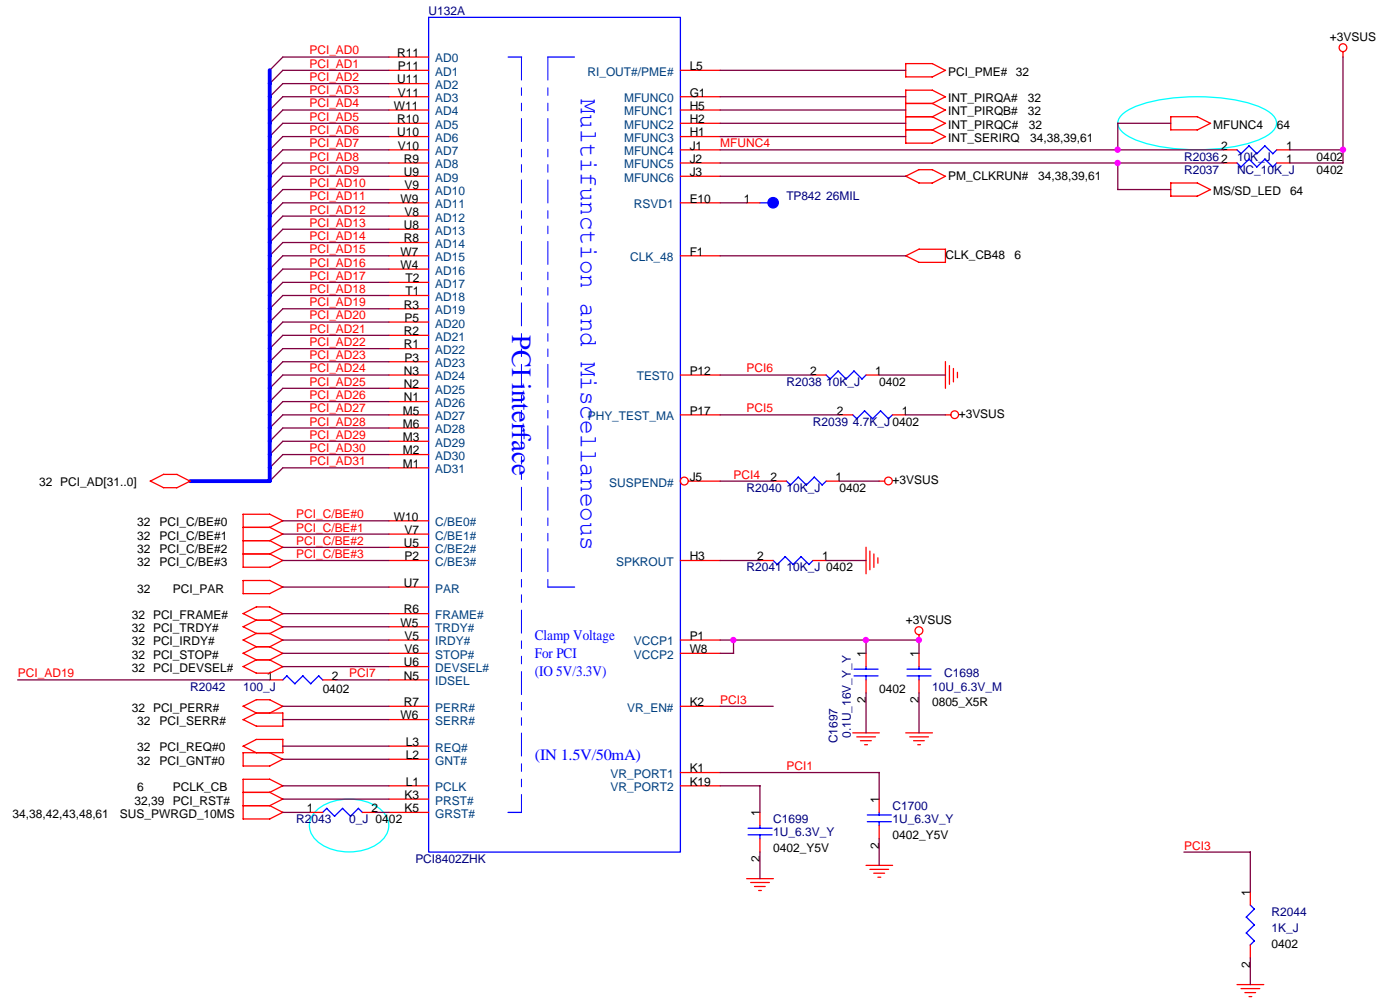 U132A
PCI_AD0 R11 AD0
PCI_AD1 P11 AD1
PCI_AD2 U11 AD2
PCI_AD3 V11 AD3
PCI_AD4 W11 AD4
PCI_AD5 R10 AD5
PCI_AD6 U10 AD6
PCI_AD7 V10 AD7
PCI_AD8 R9 AD8
PCI_AD9 U9 AD9
PCI_AD10 V9 AD10
PCI_AD11 W9 AD11
PCI_AD12 V8 AD12
PCI_AD13 U8 AD13
PCI_AD14 R8 AD14
PCI_AD15 W7 AD15
PCI_AD16 W4 AD16
PCI_AD17 T2 AD17
PCI_AD18 T1 AD18
PCI_AD19 R3 AD19
PCI_AD20 P5 AD20
PCI_AD21 R2 AD21
PCI_AD22 R1 AD22
PCI_AD23 P3 AD23
PCI_AD24 N3 AD24
PCI_AD25 N2 AD25
PCI_AD26 N1 AD26
PCI_AD27 M5 AD27
PCI_AD28 M6 AD28
PCI_AD29 M3 AD29
PCI_AD30 M2 AD30
PCI_AD31 M1 AD31
32 PCI_AD[31..0]
32 PCI_C/BE#0 PCI_C/BE#0 W10 C/BE0#
32 PCI_C/BE#1 PCI_C/BE#1 V7 C/BE1#
32 PCI_C/BE#2 PCI_C/BE#2 U5 C/BE2#
32 PCI_C/BE#3 PCI_C/BE#3 P2 C/BE3#
32 PCI_PAR U7 PAR
32 PCI_FRAME# R6 FRAME#
32 PCI_TRDY# W5 TRDY#
32 PCI_IRDY# V5 IRDY#
32 PCI_STOP# V6 STOP#
32 PCI_DEVSEL# U6 DEVSEL#
PCI_AD19 1 2 PCI7 N5 IDSEL
R2042 100_J 0402
32 PCI_PERR# R7 PERR#
32 PCI_SERR# W6 SERR#
32 PCI_REQ#0 L3 REQ#
32 PCI_GNT#0 L2 GNT#
6 PCLK_CB L1 PCLK
32,39 PCI_RST# K3 PRST#
34,38,42,43,48,61 SUS_PWRGD_10MS 1 2 K5 GRST#
R2043 0_J 0402
PCI8402ZHK
PCI interface
Multifunction and Miscellaneous
Clamp Voltage
For PCI
(IO 5V/3.3V)
(IN 1.5V/50mA)
RI_OUT#/PME# L5 PCI_PME# 32
MFUNC0 G1 INT_PIRQA# 32
MFUNC1 H5 INT_PIRQB# 32
MFUNC2 H2 INT_PIRQC# 32
MFUNC3 H1 INT_SERIRQ 34,38,39,61
MFUNC4 J1 MFUNC4
MFUNC5 J2
MFUNC6 J3 PM_CLKRUN# 34,38,39,61
+3VSUS
MFUNC4 64
R2036 2 10K_J 1 0402
R2037 2 NC_10K_J 1 0402
MS/SD_LED 64
RSVD1 E10 1 TP842 26MIL
CLK_48 F1 CLK_CB48 6
TEST0 P12 PCI6 2 1
R2038 10K_J 0402
PHY_TEST_MA P17 PCI5 2 1 +3VSUS
R2039 4.7K_J 0402
SUSPEND# J5 PCI4 2 1 +3VSUS
R2040 10K_J 0402
SPKROUT H3 2 1
R2041 10K_J 0402
+3VSUS
VCCP1 P1
VCCP2 W8
1 2 C1697 0.1U_16V_Y_Y 0402
1 2 C1698
10U_6.3V_M
0805_X5R
VR_EN# K2 PCI3
VR_PORT1 K1 PCI1
VR_PORT2 K19
1 2 C1699
1U_6.3V_Y
0402_Y5V
1 2 C1700
1U_6.3V_Y
0402_Y5V
PCI3
1 2 R2044
1K_J
0402